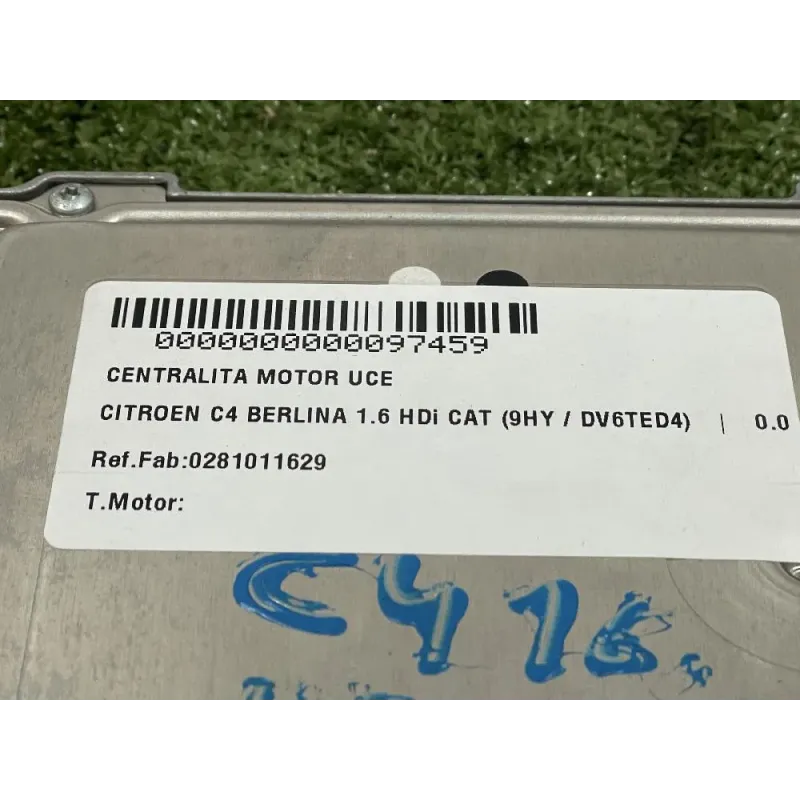 0000000000097459
CENTRALITA MOTOR UCE
CITROEN C4 BERLINA 1.6 HDi CAT (9HY / DV6TED4) | 0.0
Ref.Fab:0281011629
T.Motor:
C4 16